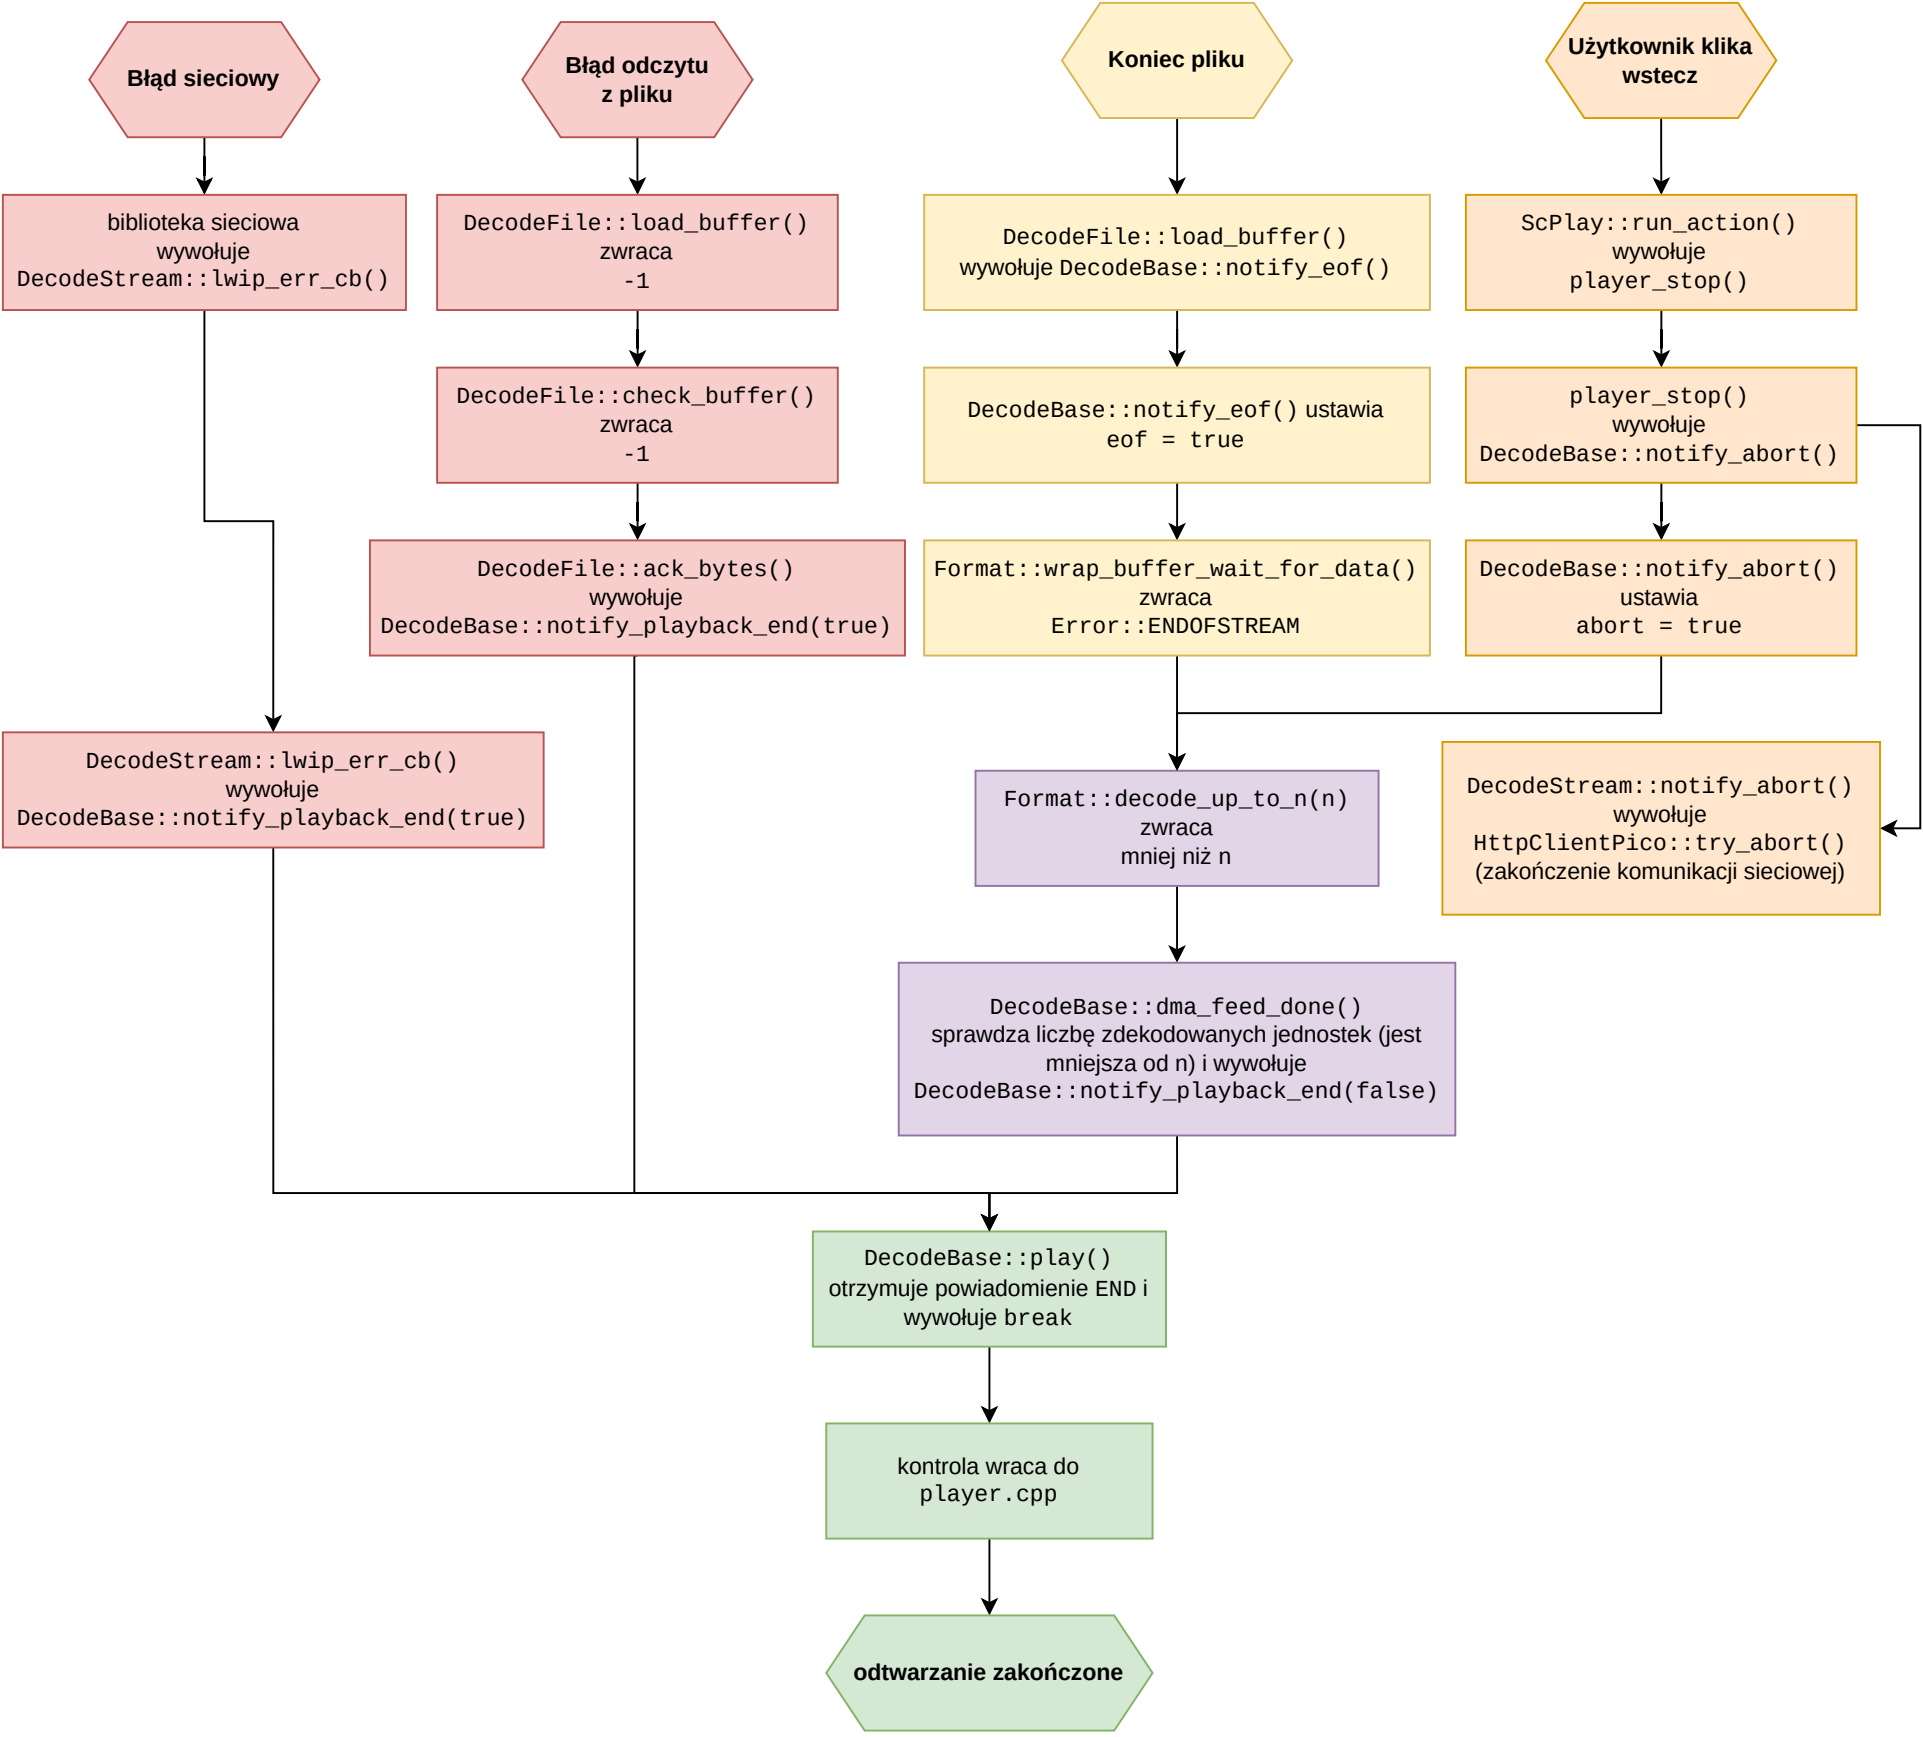 Błąd sieciowy
Błąd odczytu
z pliku
Koniec pliku
Użytkownik klika
wstecz
biblioteka sieciowa
wywołuje
DecodeStream::lwip_err_cb()
DecodeFile::load_buffer()
zwraca
-1
DecodeFile::load_buffer()
wywołuje DecodeBase::notify_eof()
ScPlay::run_action()
wywołuje
player_stop()
DecodeFile::check_buffer()
zwraca
-1
DecodeBase::notify_eof() ustawia
eof = true
player_stop()
wywołuje
DecodeBase::notify_abort()
DecodeFile::ack_bytes()
wywołuje
DecodeBase::notify_playback_end(true)
Format::wrap_buffer_wait_for_data()
zwraca
Error::ENDOFSTREAM
DecodeBase::notify_abort()
ustawia
abort = true
DecodeStream::lwip_err_cb()
wywołuje
DecodeBase::notify_playback_end(true)
Format::decode_up_to_n(n)
zwraca
mniej niż n
DecodeStream::notify_abort()
wywołuje
HttpClientPico::try_abort()
(zakończenie komunikacji sieciowej)
DecodeBase::dma_feed_done()
sprawdza liczbę zdekodowanych jednostek (jest
mniejsza od n) i wywołuje
DecodeBase::notify_playback_end(false)
DecodeBase::play()
otrzymuje powiadomienie END i
wywołuje break
kontrola wraca do
player.cpp
odtwarzanie zakończone